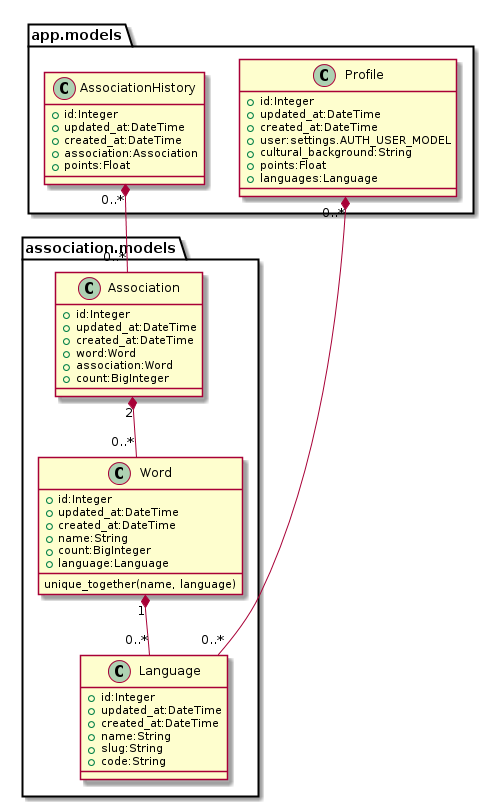 app.models
C AssociationHistory
id:Integer
updated_at:DateTime
created_at:DateTime
association:Association
points:Float
C Profile
id:Integer
updated_at:DateTime
created_at:DateTime
user:settings.AUTH_USER_MODEL
cultural_background:String
points:Float
languages:Language
0..*
0..*
association.models
0..*
C Association
id:Integer
updated_at:DateTime
created_at:DateTime
word:Word
association:Word
count:BigInteger
2
0..*
C Word
id:Integer
updated_at:DateTime
created_at:DateTime
name:String
count:BigInteger
language:Language
unique_together(name, language)
1
0..*
0..*
C Language
id:Integer
updated_at:DateTime
created_at:DateTime
name:String
slug:String
code:String